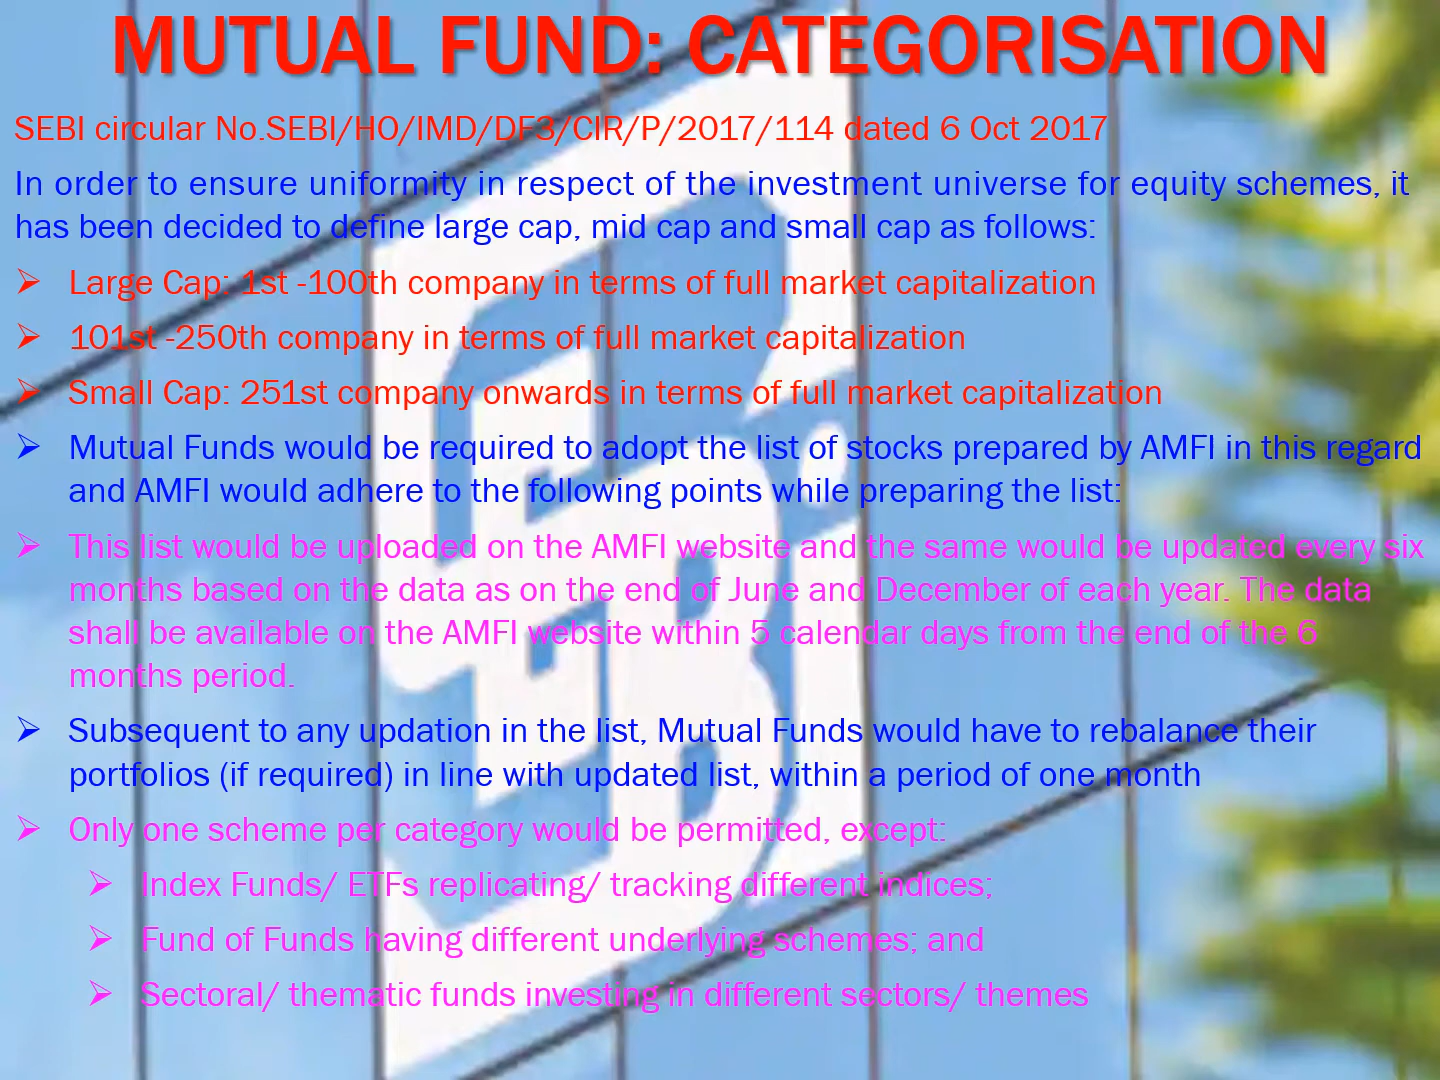 MUTUAL FUND: CATEGORISATION
SEBI circular No.SEBI/HO/IMD/DF3/CIR/P/2017/114 dated 6 Oct 2017
In order to ensure uniformity in respect of the investment universe for equity schemes, it
has been decided to define large cap, mid cap and small cap as follows:
➢ Large Cap: 1st -100th company in terms of full market capitalization
➢ 101st -250th company in terms of full market capitalization
➢ Small Cap: 251st company onwards in terms of full market capitalization
➢ Mutual Funds would be required to adopt the list of stocks prepared by AMFI in this regard
and AMFI would adhere to the following points while preparing the list:
➢ This list would be uploaded on the AMFI website and the same would be updated every six
months based on the data as on the end of June and December of each year. The data
shall be available on the AMFI website within 5 calendar days from the end of the 6
months period.
➢ Subsequent to any updation in the list, Mutual Funds would have to rebalance their
portfolios (if required) in line with updated list, within a period of one month
➢ Only one scheme per category would be permitted, except:
➢ Index Funds/ ETFs replicating/ tracking different indices;
➢ Fund of Funds having different underlying schemes; and
➢ Sectoral/ thematic funds investing in different sectors/ themes